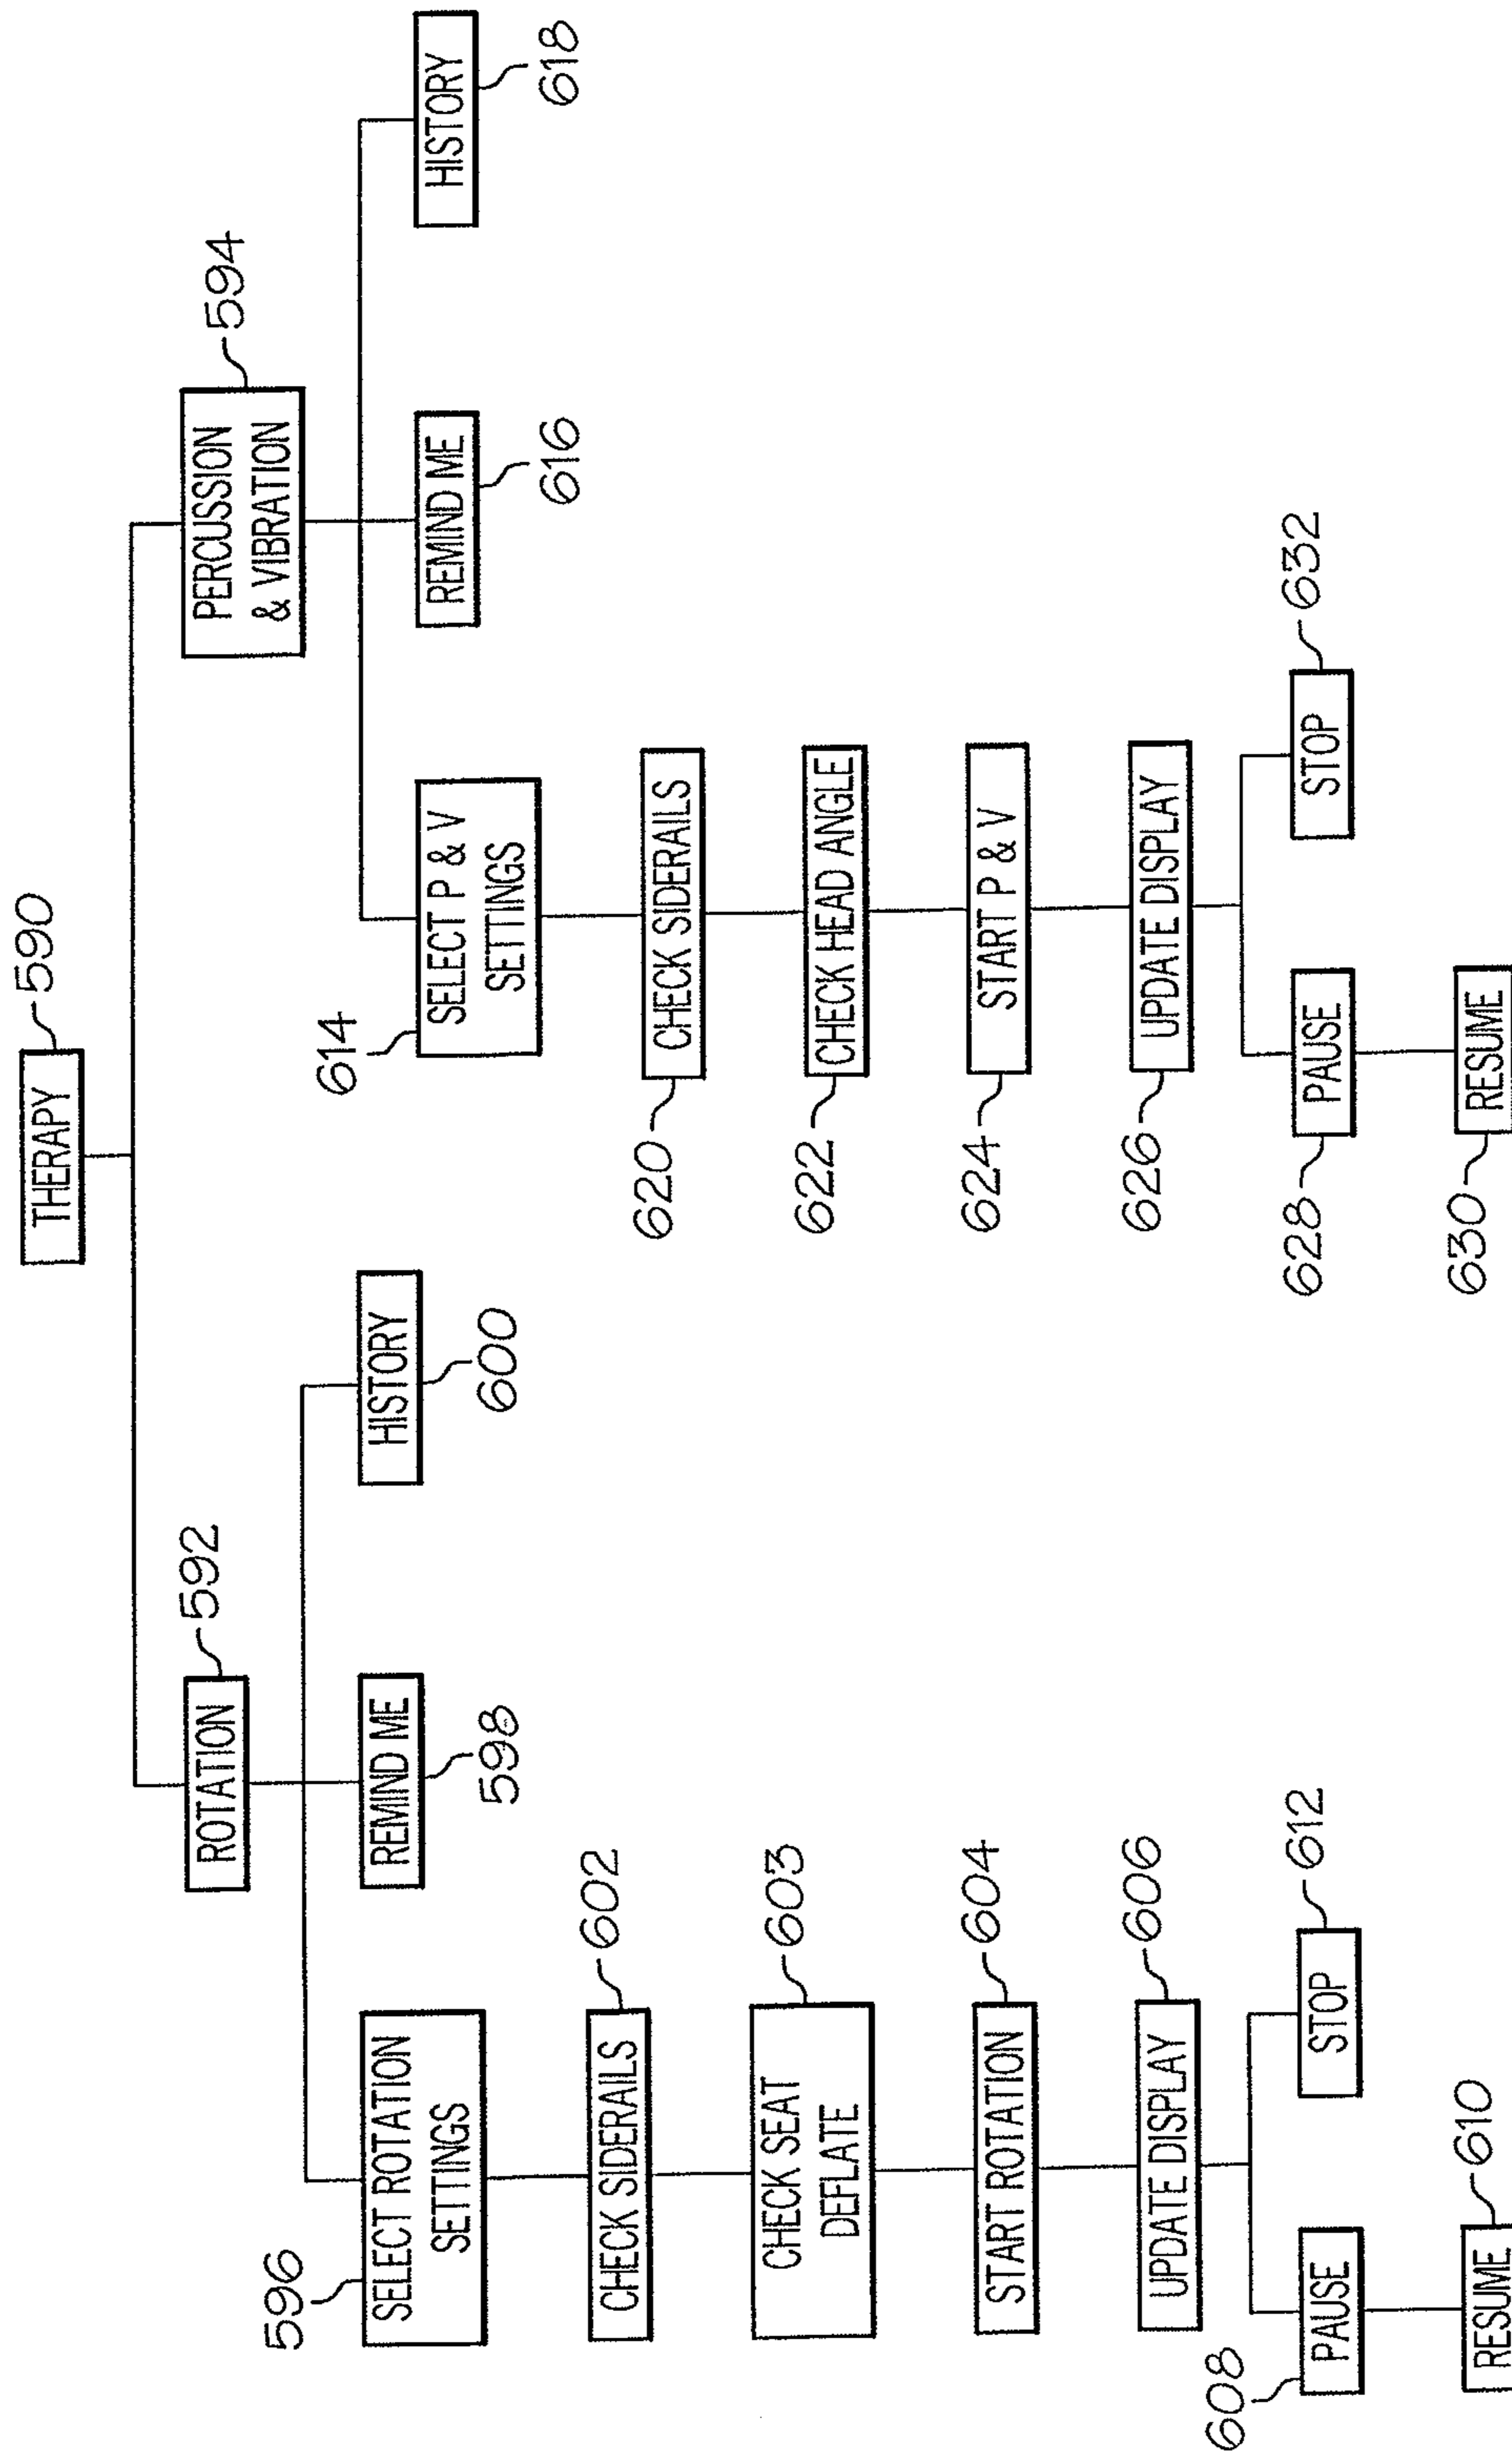 THERAPY
590
ROTATION
592
PERCUSSION
& VIBRATION
594
596
SELECT ROTATION
SETTINGS
REMIND ME
598
HISTORY
600
614
SELECT P & V
SETTINGS
REMIND ME
616
HISTORY
618
CHECK SIDERAILS
602
CHECK SEAT
DEFLATE
603
START ROTATION
604
UPDATE DISPLAY
606
608
PAUSE
STOP
612
RESUME
610
620
CHECK SIDERAILS
622
CHECK HEAD ANGLE
624
START P & V
626
UPDATE DISPLAY
628
PAUSE
STOP
632
630
RESUME